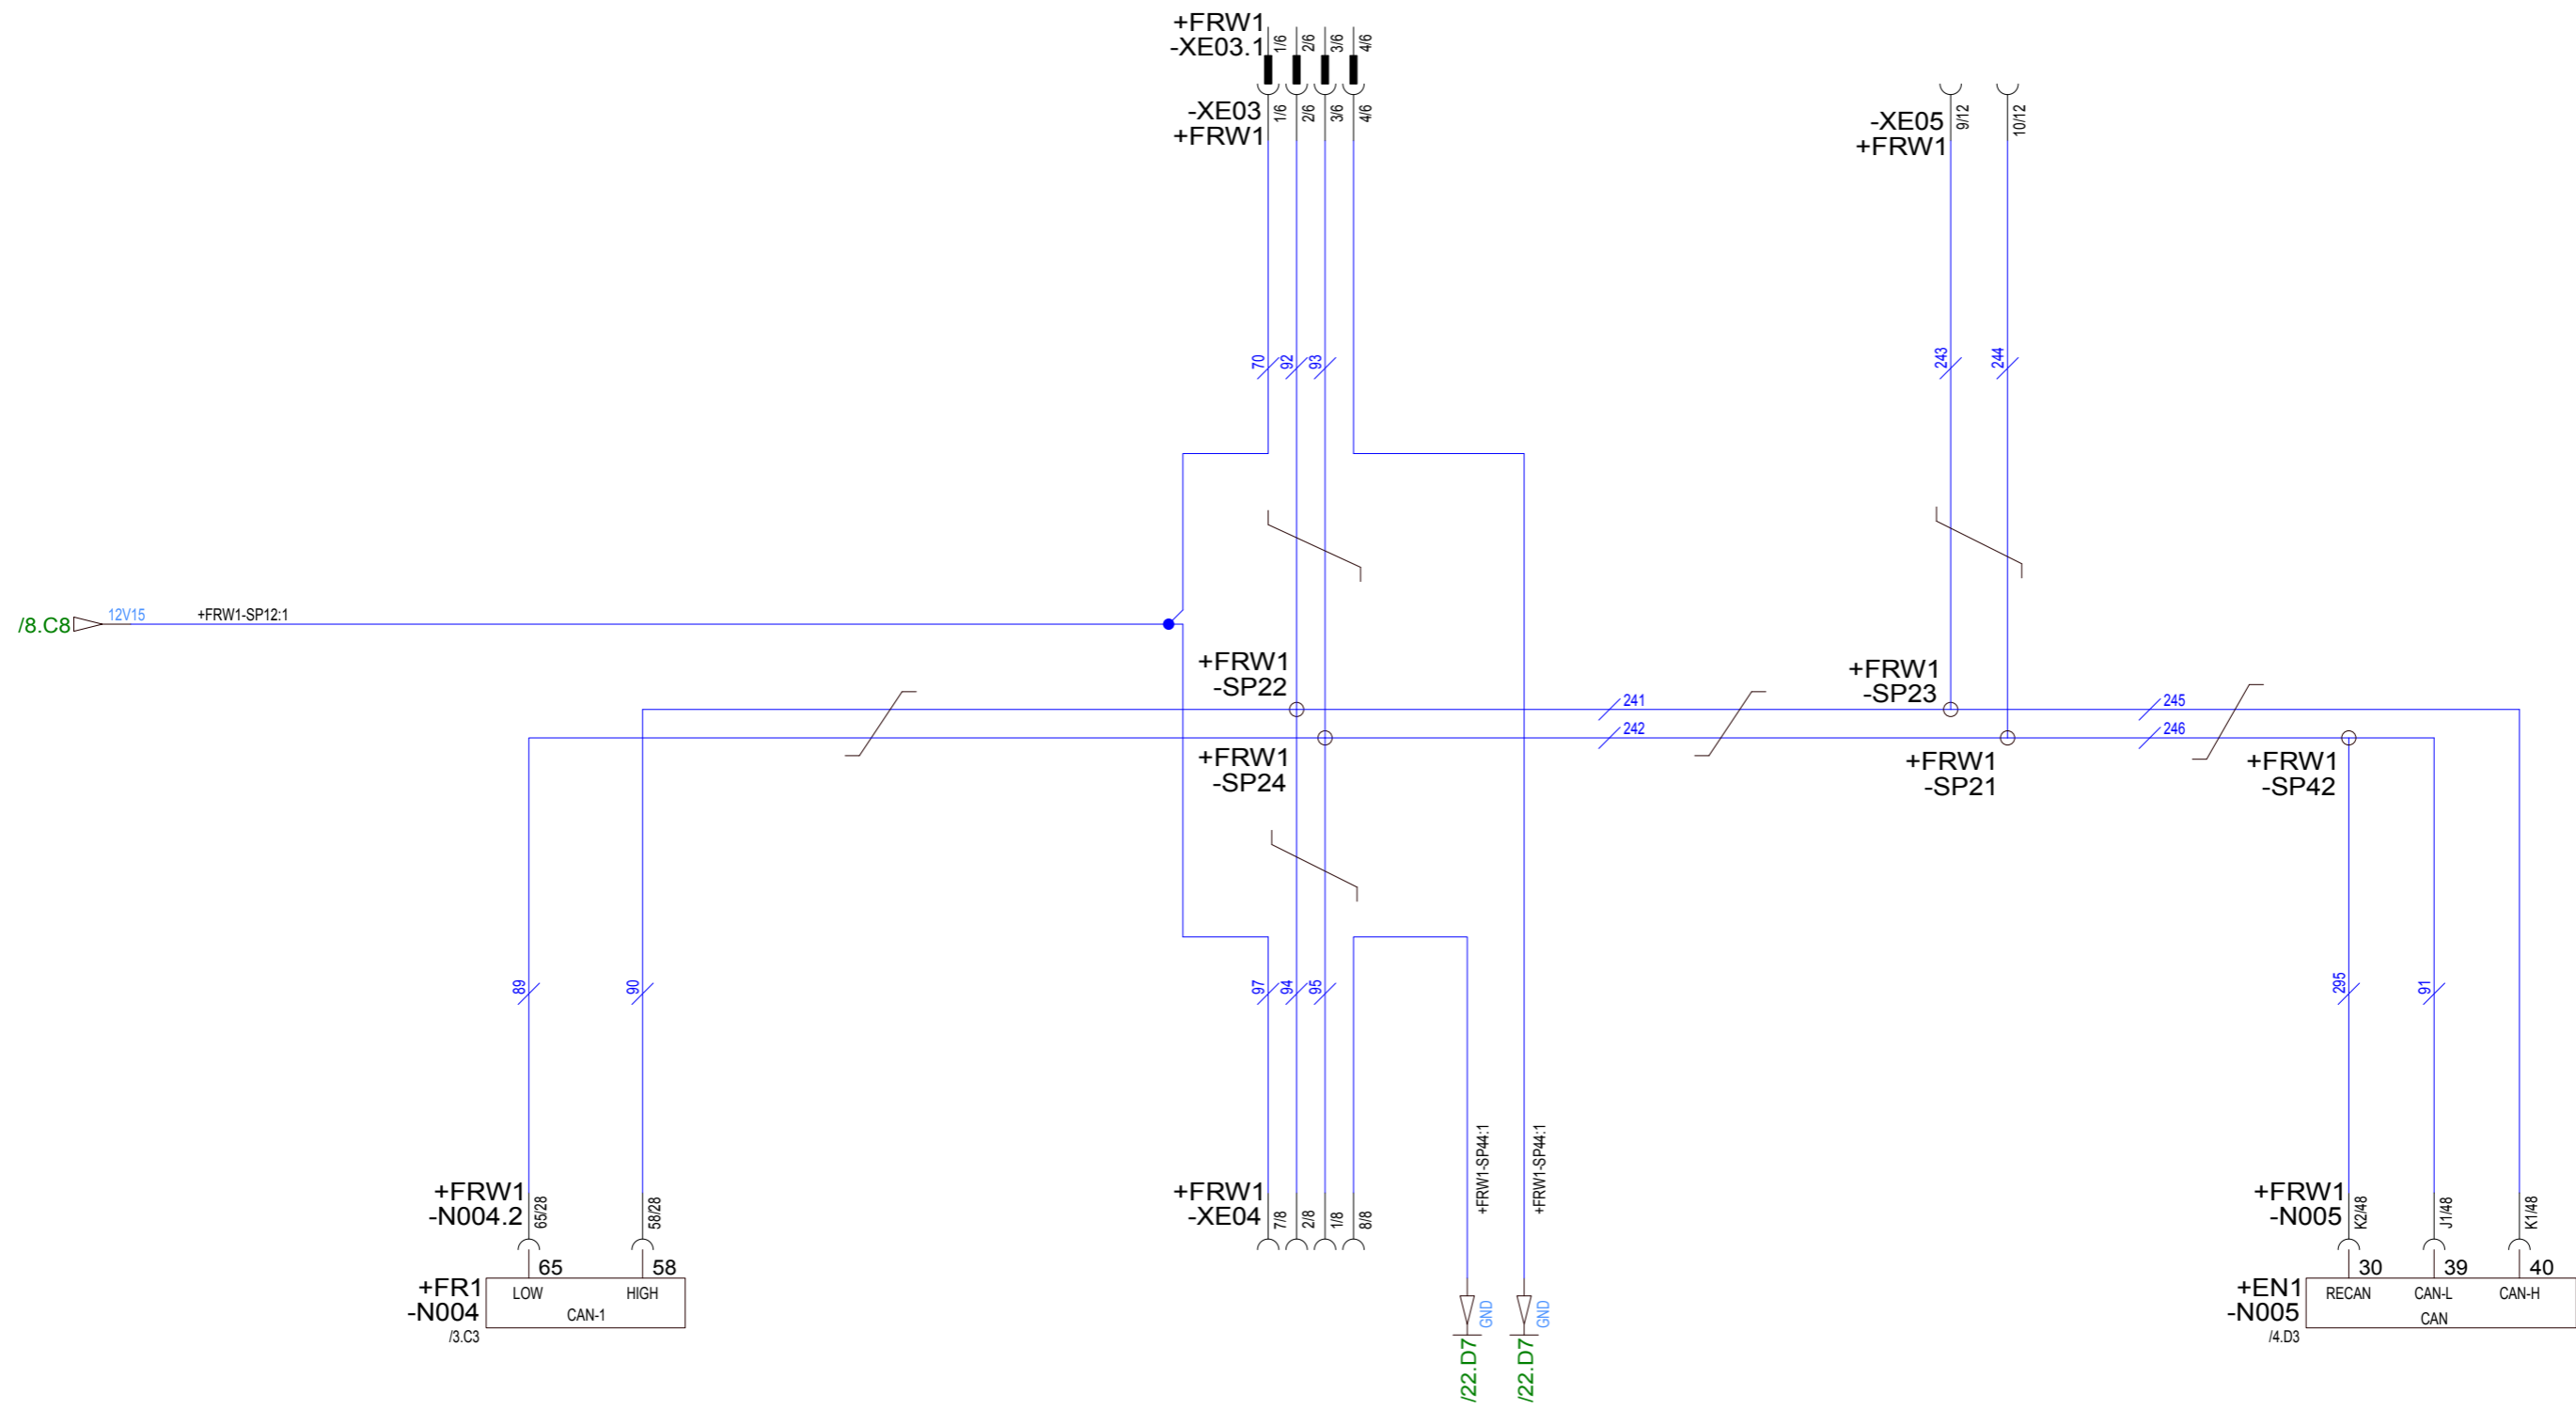 +FRW1
-XE03.1
1/6
2/6
3/6
4/6
-XE03
+FRW1
1/6
2/6
3/6
4/6
-XE05
+FRW1
9/12
10/12
70
92
93
243
244
/8.C8
12V15
+FRW1-SP12:1
+FRW1
-SP22
+FRW1
-SP23
241
242
245
246
+FRW1
-SP24
+FRW1
-SP21
+FRW1
-SP42
89
90
97
94
95
295
91
+FRW1
-N004.2
65/28
58/28
65
58
+FR1
-N004
/3.C3
LOW
HIGH
CAN-1
+FRW1
-XE04
7/8
2/8
1/8
8/8
+FRW1-SP44:1
+FRW1-SP44:1
GND
GND
/22.D7
/22.D7
+FRW1
-N005
K2/48
J1/48
K1/48
30
39
40
+EN1
-N005
/4.D3
RECAN
CAN-L
CAN-H
CAN